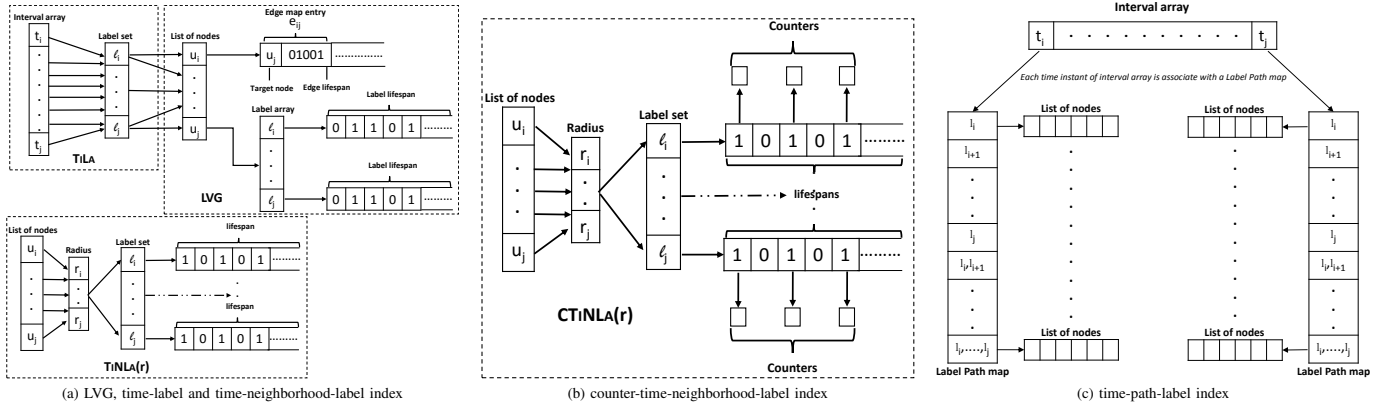 Interval array
t_i
t_j
TILA
Label set
ℓ_i
ℓ_j
List of nodes
u_i
u_j
Edge map entry
e_ij
u_j 01001 ................
Target node
Edge lifespan
Label array
ℓ_i
ℓ_j
Label lifespan
0 1 1 0 1 .........
Label lifespan
0 1 1 0 1 .........
LVG
List of nodes
u_i
u_j
Radius
r_i
r_j
Label set
ℓ_i
ℓ_j
lifespan
1 0 1 0 1 .........
lifespan
1 0 1 0 1 .........
TINLA(r)
(a) LVG, time-label and time-neighborhood-label index
Counters
List of nodes
u_i
u_j
Radius
r_i
r_j
Label set
ℓ_i
ℓ_j
1 0 1 0 1 .........
lifespans
1 0 1 0 1 .........
CTINLA(r)
Counters
(b) counter-time-neighborhood-label index
Interval array
t_i . . . . . . . . . . t_j
Each time instant of interval array is associate with a Label Path map
List of nodes
List of nodes
l_i
l_{i+1}
l_j
l_i,l_{i+1}
l_i,....,l_j
Label Path map
List of nodes
List of nodes
l_i
l_{i+1}
l_j
l_i,l_{i+1}
l_i,....,l_j
Label Path map
(c) time-path-label index